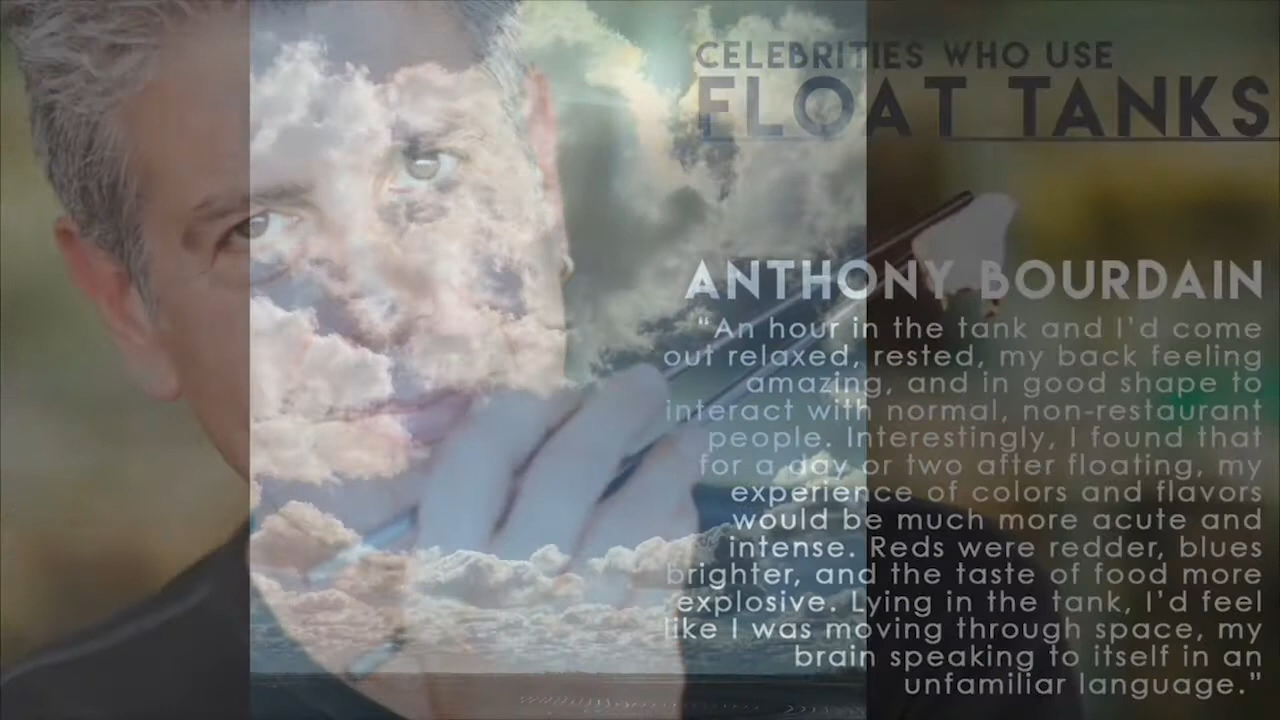 CELEBRITIES WHO USE
FLOAT TANKS
ANTHONY BOURDAIN
“An hour in the tank and I'd come
out relaxed, rested, my back feeling
amazing, and in good shape to
interact with normal, non-restaurant
people. Interestingly, I found that
for a day or two after floating, my
experience of colors and flavors
would be much more acute and
intense. Reds were redder, blues
brighter, and the taste of food more
explosive. Lying in the tank, I'd feel
like I was moving through space, my
brain speaking to itself in an
unfamiliar language.”